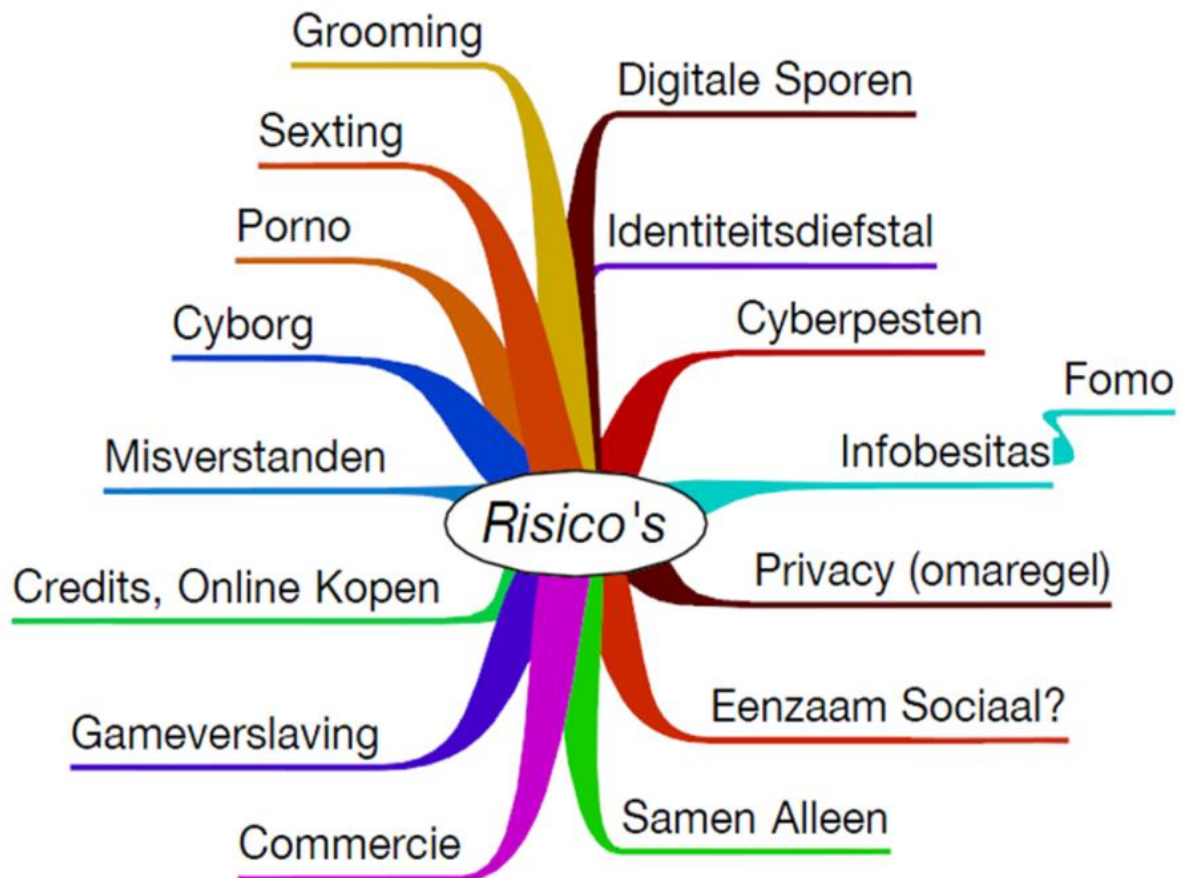 Grooming
Digitale Sporen
Sexting
Porno
Identiteitsdiefstal
Cyborg
Cyberpesten
Fomo
Misverstanden
Infobesitas
Risico's
Credits, Online Kopen
Privacy (omaregel)
Gameverslaving
Eenzaam Sociaal?
Commercie
Samen Alleen